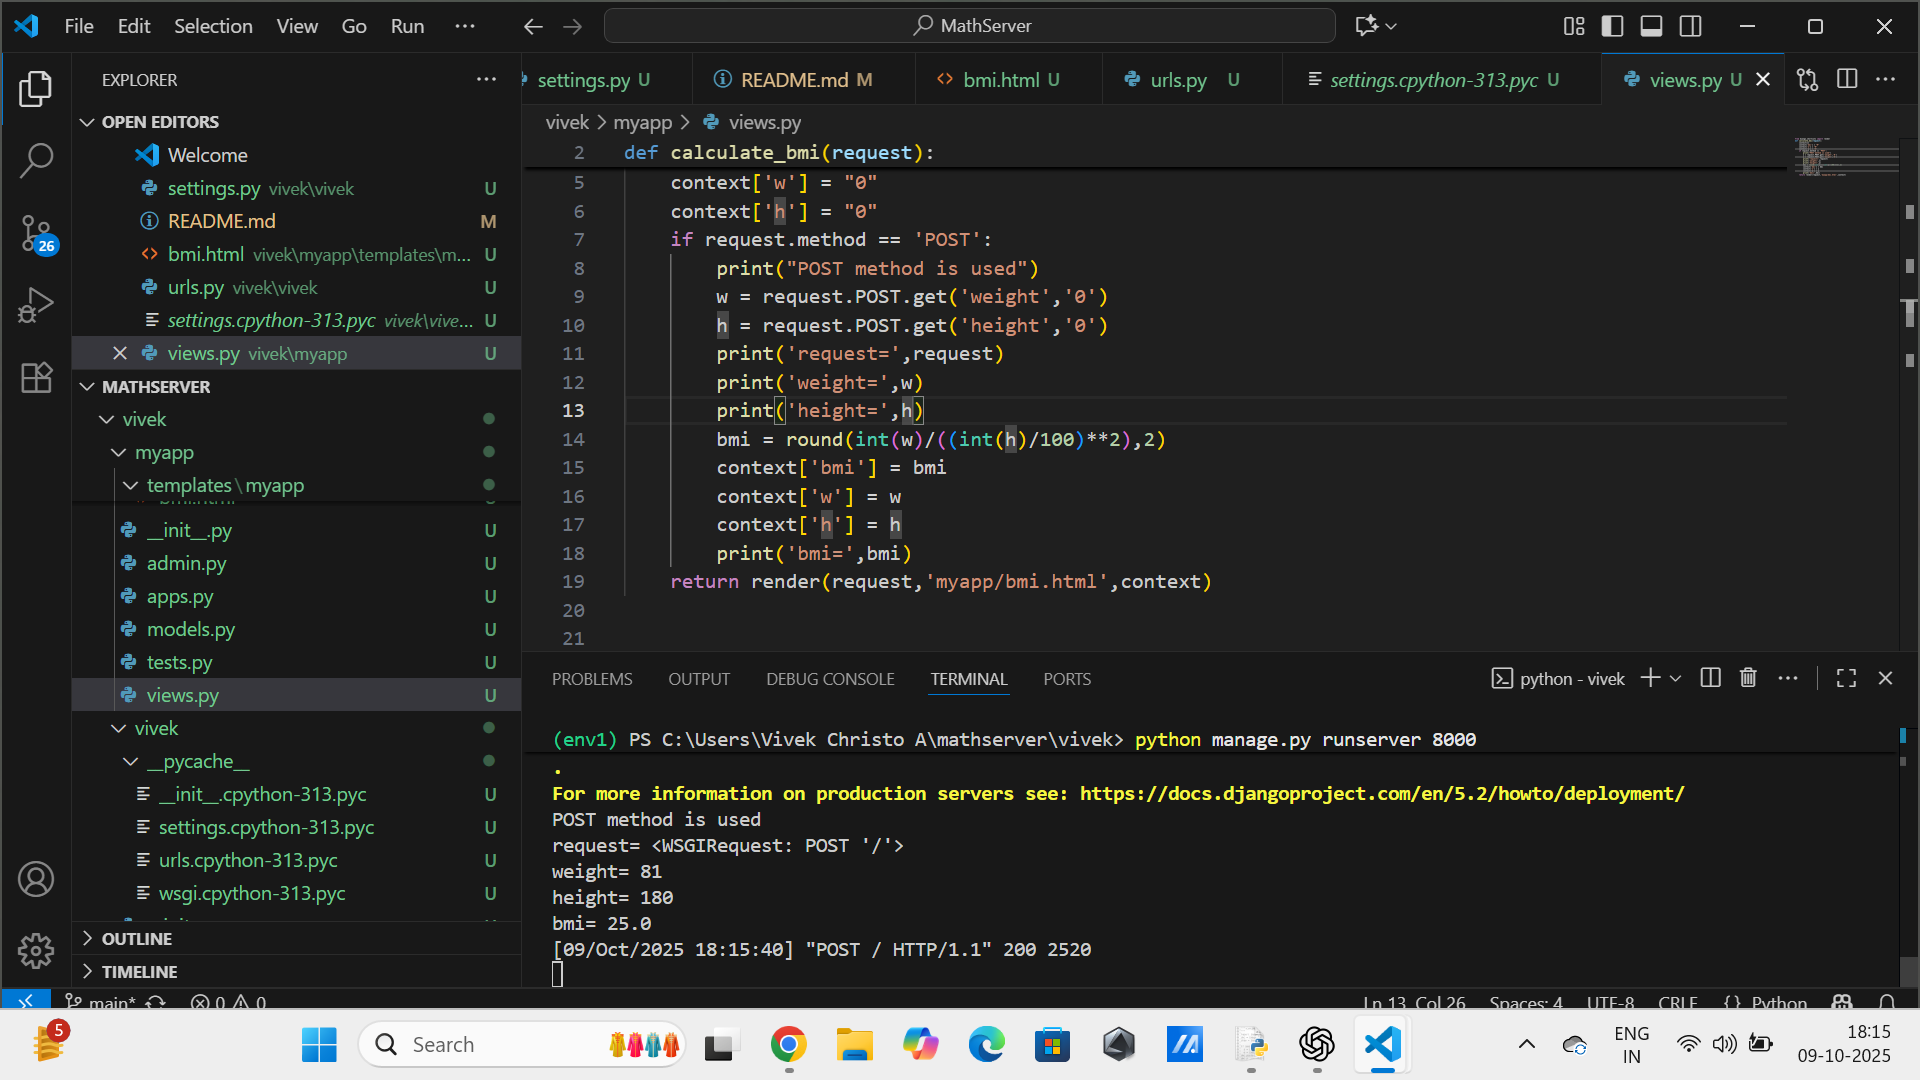 File Edit Selection View Go Run ···
MathServer
EXPLORER
OPEN EDITORS
Welcome
settings.py vivek\vivek U
README.md M
bmi.html vivek\myapp\templates\m... U
urls.py vivek\vivek U
settings.cpython-313.pyc vivek\vive... U
views.py vivek\myapp U
MATHSERVER
vivek
myapp
templates\myapp
__init__.py U
admin.py U
apps.py U
models.py U
tests.py U
views.py U
vivek
__pycache__
__init__.cpython-313.pyc U
settings.cpython-313.pyc U
urls.cpython-313.pyc U
wsgi.cpython-313.pyc U
OUTLINE
TIMELINE
26
settings.py U README.md M bmi.html U urls.py U settings.cpython-313.pyc U views.py U
vivek > myapp > views.py
2 def calculate_bmi(request):
5 context['w'] = "0"
6 context['h'] = "0"
7 if request.method == 'POST':
8 print("POST method is used")
9 w = request.POST.get('weight','0')
10 h = request.POST.get('height','0')
11 print('request=',request)
12 print('weight=',w)
13 print('height=',h)
14 bmi = round(int(w)/((int(h)/100)**2),2)
15 context['bmi'] = bmi
16 context['w'] = w
17 context['h'] = h
18 print('bmi=',bmi)
19 return render(request,'myapp/bmi.html',context)
20
21
PROBLEMS OUTPUT DEBUG CONSOLE TERMINAL PORTS
python - vivek
(env1) PS C:\Users\Vivek Christo A\mathserver\vivek> python manage.py runserver 8000
.
For more information on production servers see: https://docs.djangoproject.com/en/5.2/howto/deployment/
POST method is used
request= <WSGIRequest: POST '/'>
weight= 81
height= 180
bmi= 25.0
[09/Oct/2025 18:15:40] "POST / HTTP/1.1" 200 2520
main* 0 0
Ln 13, Col 26 Spaces: 4 UTF-8 CRLF {} Python
5
Search
ENG
IN
18:15
09-10-2025